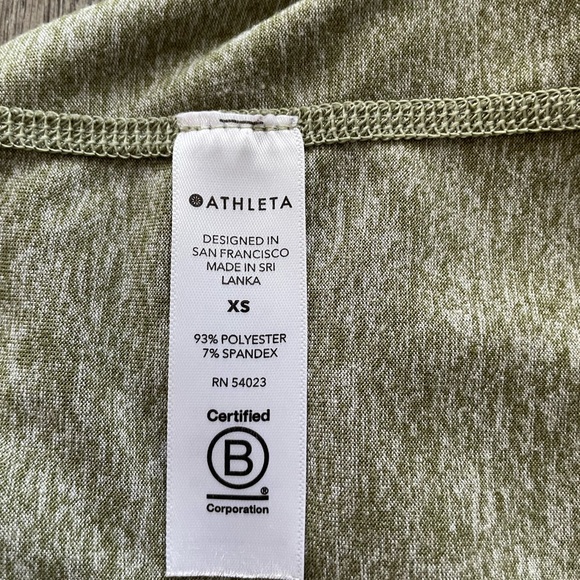 ATHLETA
DESIGNED IN
SAN FRANCISCO
MADE IN SRI
LANKA
XS
93% POLYESTER
7% SPANDEX
RN 54023
Certified
B
®
Corporation